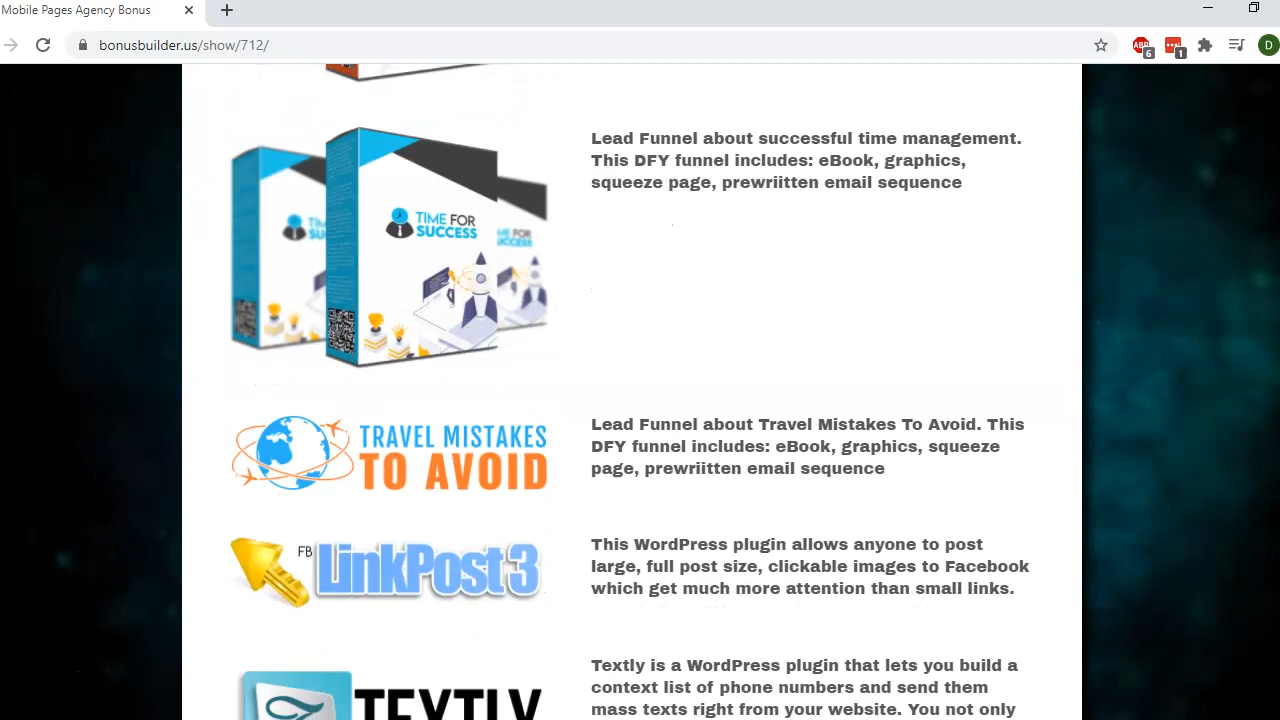 Mobile Pages Agency Bonus
bonusbuilder.us/show/712/
6
1
D
Lead Funnel about successful time management.
This DFY funnel includes: eBook, graphics,
squeeze page, prewriitten email sequence
TIME FOR
SUCCESS
Lead Funnel about Travel Mistakes To Avoid. This
DFY funnel includes: eBook, graphics, squeeze
page, prewriitten email sequence
TRAVEL MISTAKES
TO AVOID
This WordPress plugin allows anyone to post
large, full post size, clickable images to Facebook
which get much more attention than small links.
FB LinkPost 3
Textly is a WordPress plugin that lets you build a
context list of phone numbers and send them
mass texts right from your website. You not only
TEXTLY